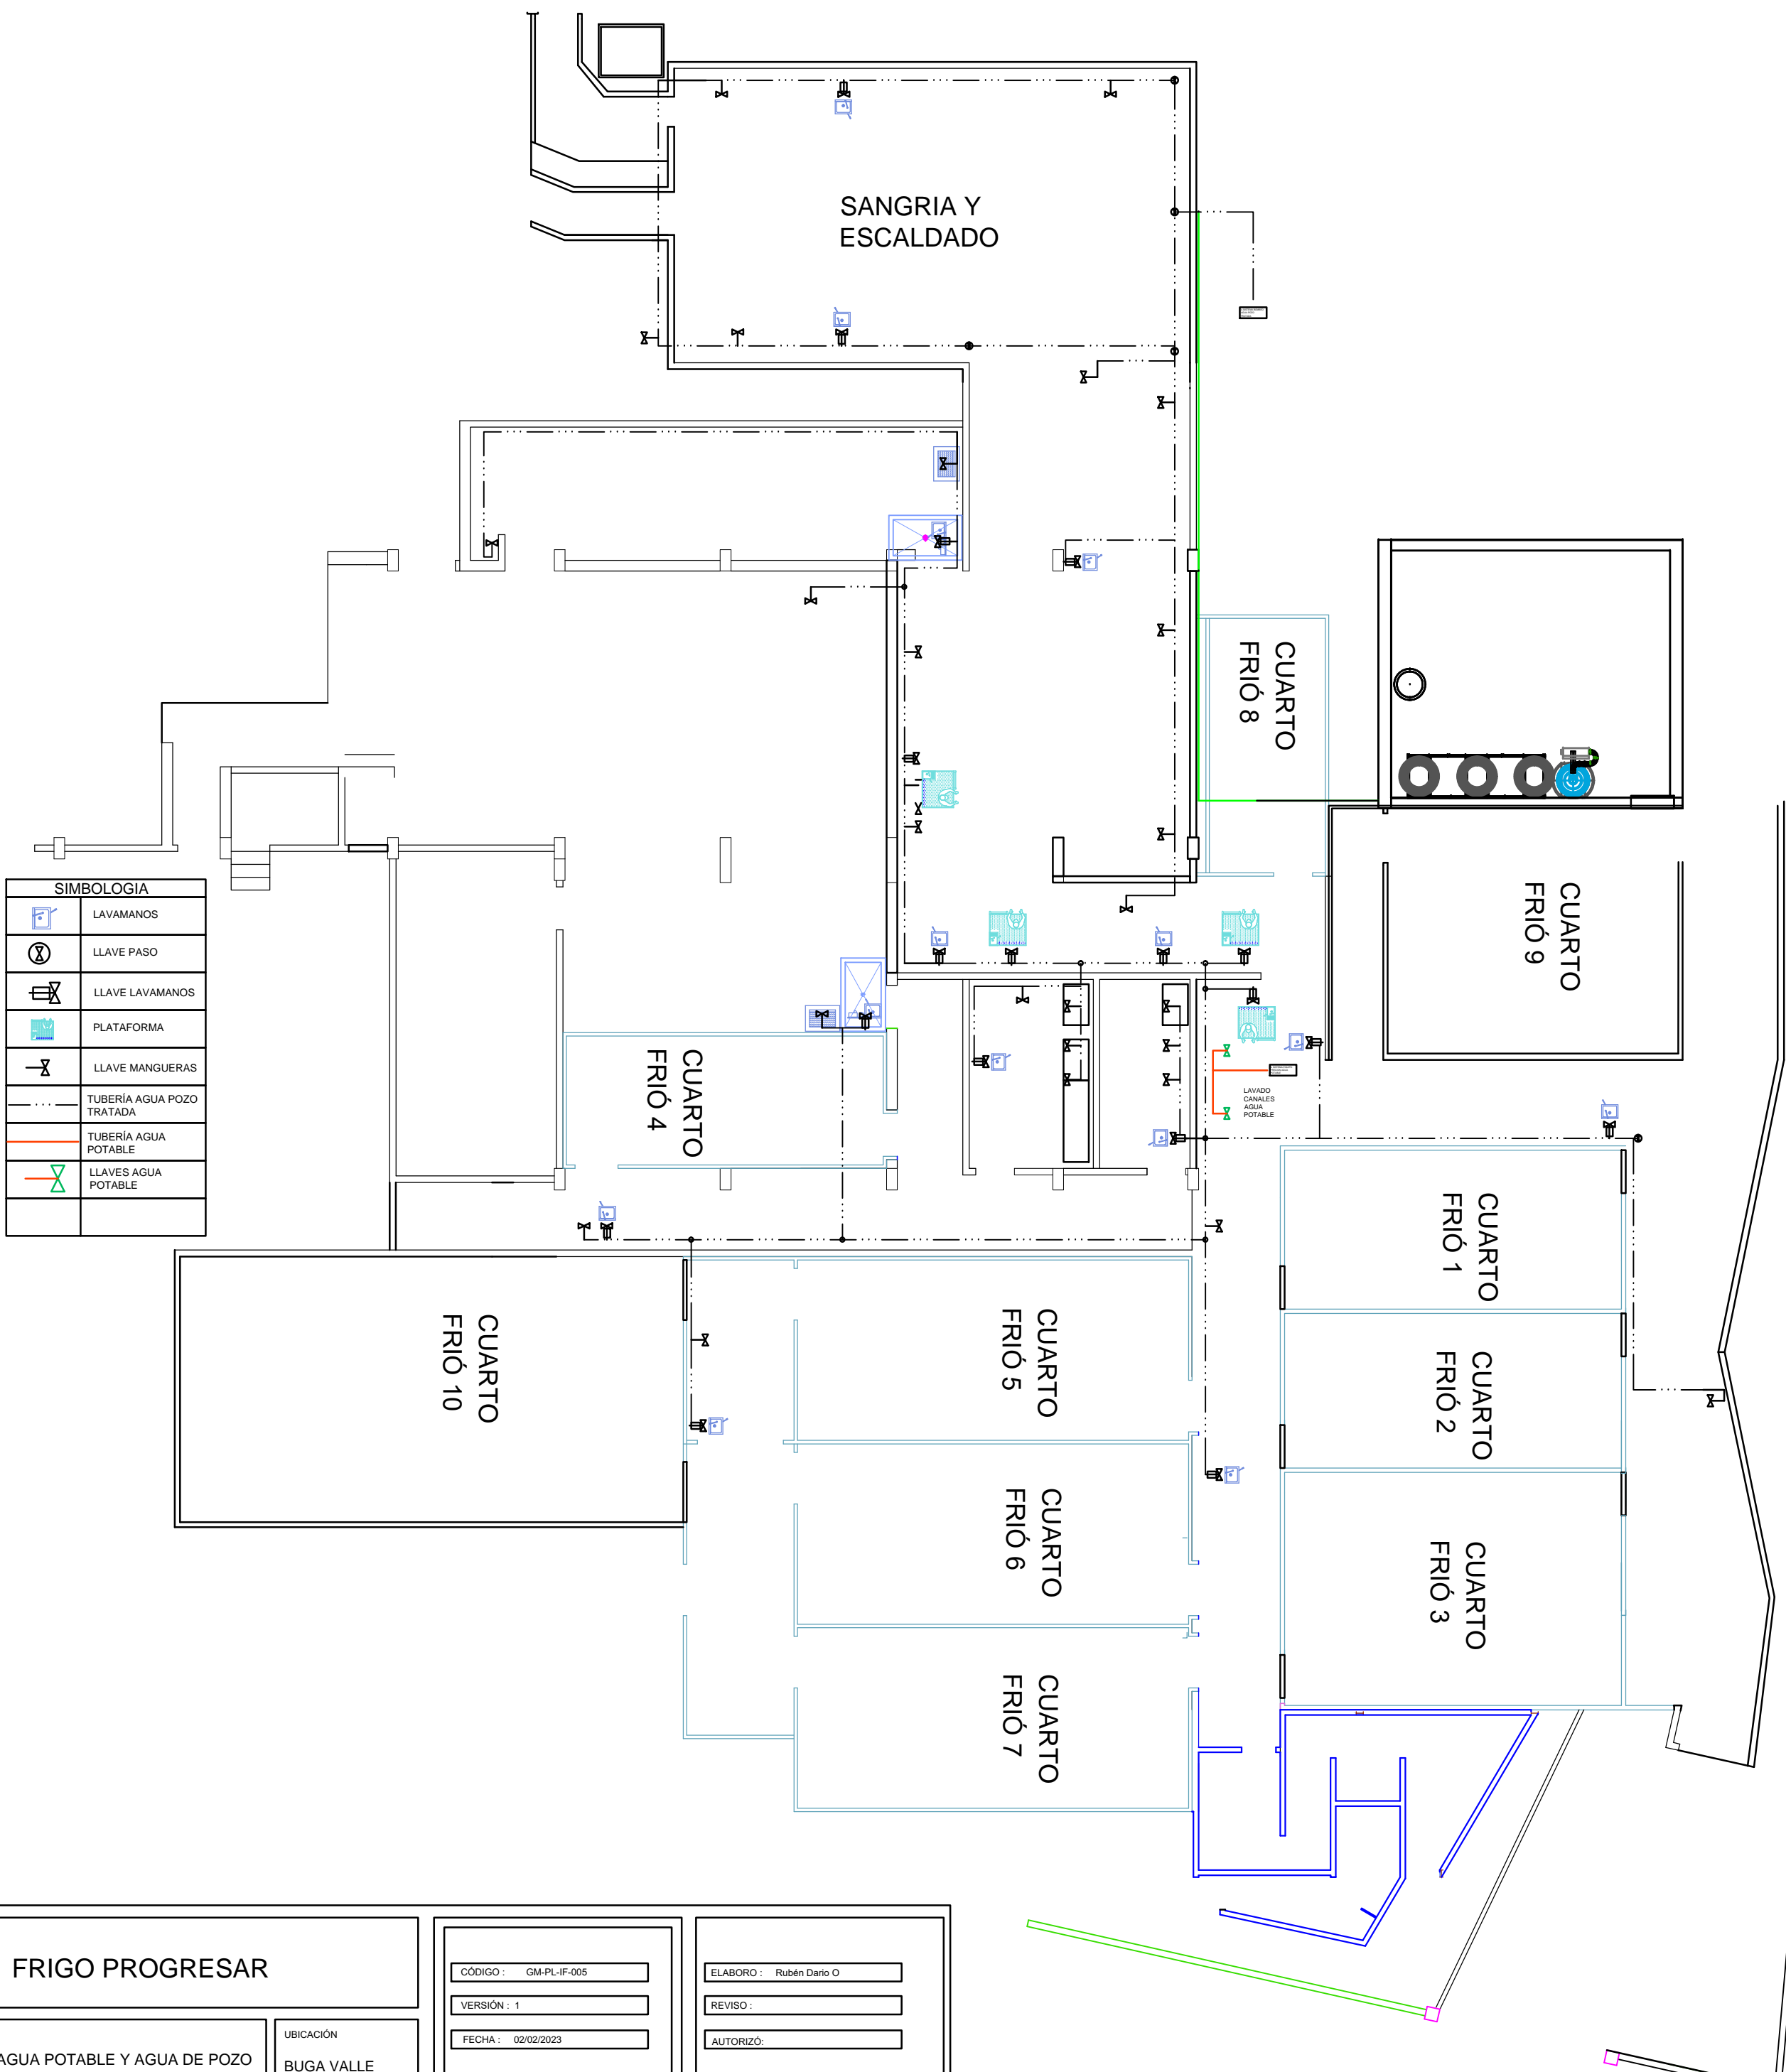 SANGRIA Y
ESCALDADO
CUARTO
FRIÓ 8
CUARTO
FRIÓ 9
SIMBOLOGIA
LAVAMANOS
LLAVE PASO
LLAVE LAVAMANOS
PLATAFORMA
LLAVE MANGUERAS
TUBERÍA AGUA POZO
TRATADA
TUBERÍA AGUA
POTABLE
LLAVES AGUA
POTABLE
CUARTO
FRIÓ 4
LAVADO
CANALES
AGUA
POTABLE
CUARTO
FRIÓ 1
CUARTO
FRIÓ 10
CUARTO
FRIÓ 5
CUARTO
FRIÓ 2
CUARTO
FRIÓ 6
CUARTO
FRIÓ 3
CUARTO
FRIÓ 7
FRIGO PROGRESAR
AGUA POTABLE Y AGUA DE POZO
UBICACIÓN
BUGA VALLE
CÓDIGO : GM-PL-IF-005
VERSIÓN : 1
FECHA : 02/02/2023
ELABORO : Rubén Dario O
REVISO :
AUTORIZÓ: